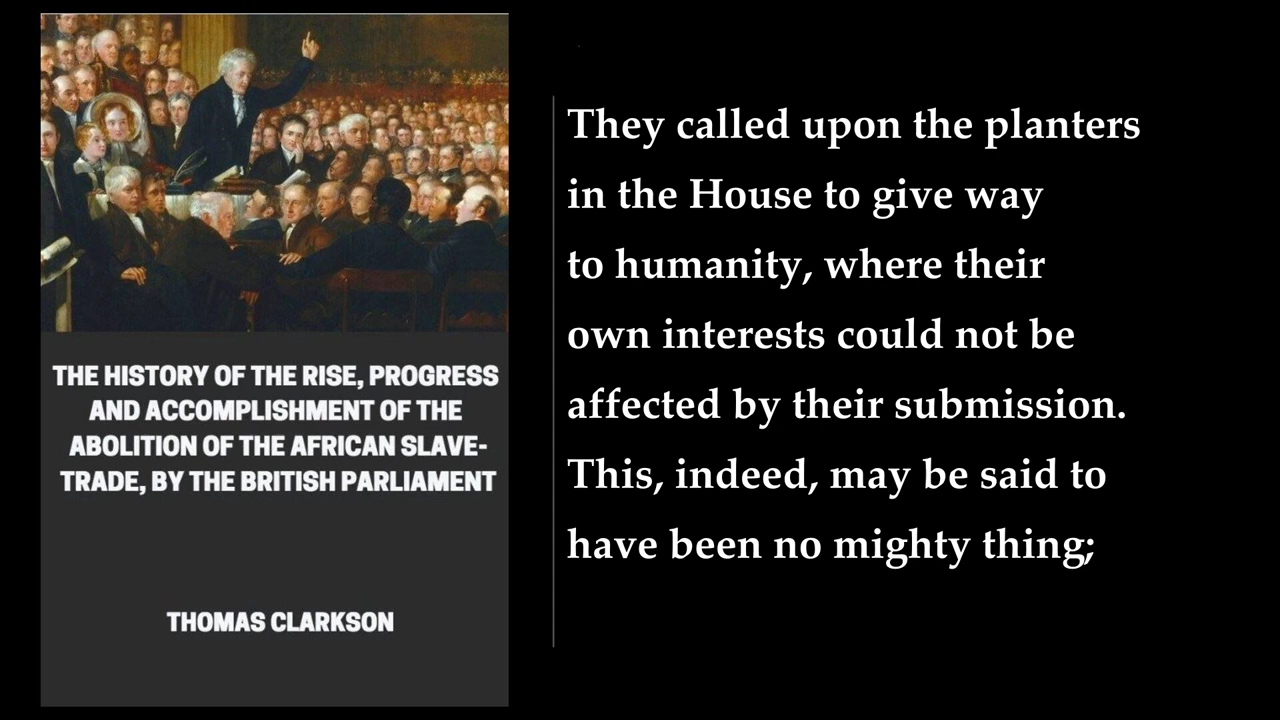 THE HISTORY OF THE RISE, PROGRESS
AND ACCOMPLISHMENT OF THE
ABOLITION OF THE AFRICAN SLAVE-
TRADE, BY THE BRITISH PARLIAMENT
THOMAS CLARKSON
They called upon the planters
in the House to give way
to humanity, where their
own interests could not be
affected by their submission.
This, indeed, may be said to
have been no mighty thing;